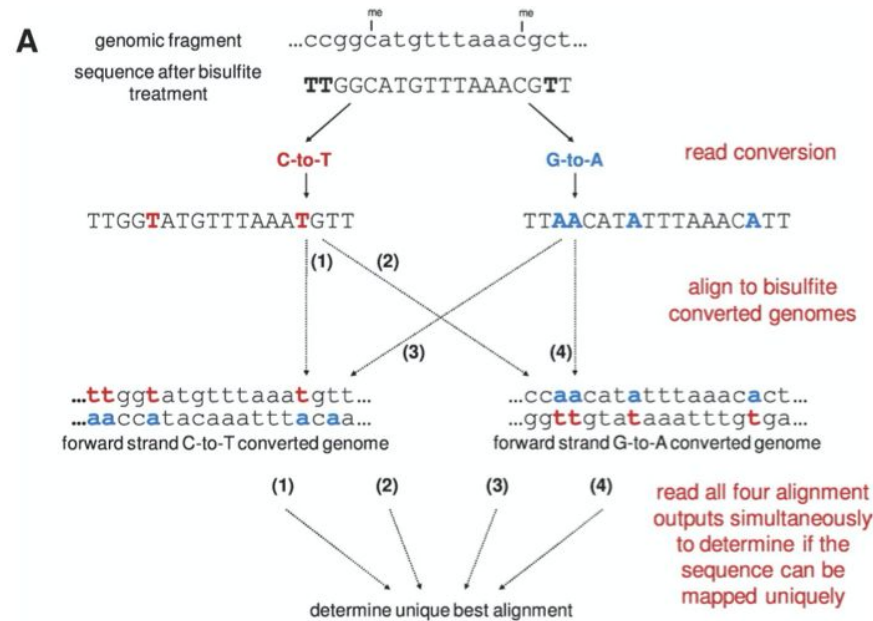 A
me me
genomic fragment ...ccggcatgtttaaacgct...
sequence after bisulfite
treatment
TTGGCATGTTTAAACGTT
C-to-T G-to-A read conversion
TTGGTATGTTTAAATGTT TTAACATATTTAAACATT
(1) (2)
align to bisulfite
converted genomes
(3) (4)
...ttggtatgtttaaatgtt... ...ccaacatatttaaacact...
...aaccatacaaatttacaa... ...ggttgtataaatttgtga...
forward strand C-to-T converted genome forward strand G-to-A converted genome
(1) (2) (3) (4)
read all four alignment
outputs simultaneously
to determine if the
sequence can be
mapped uniquely
determine unique best alignment